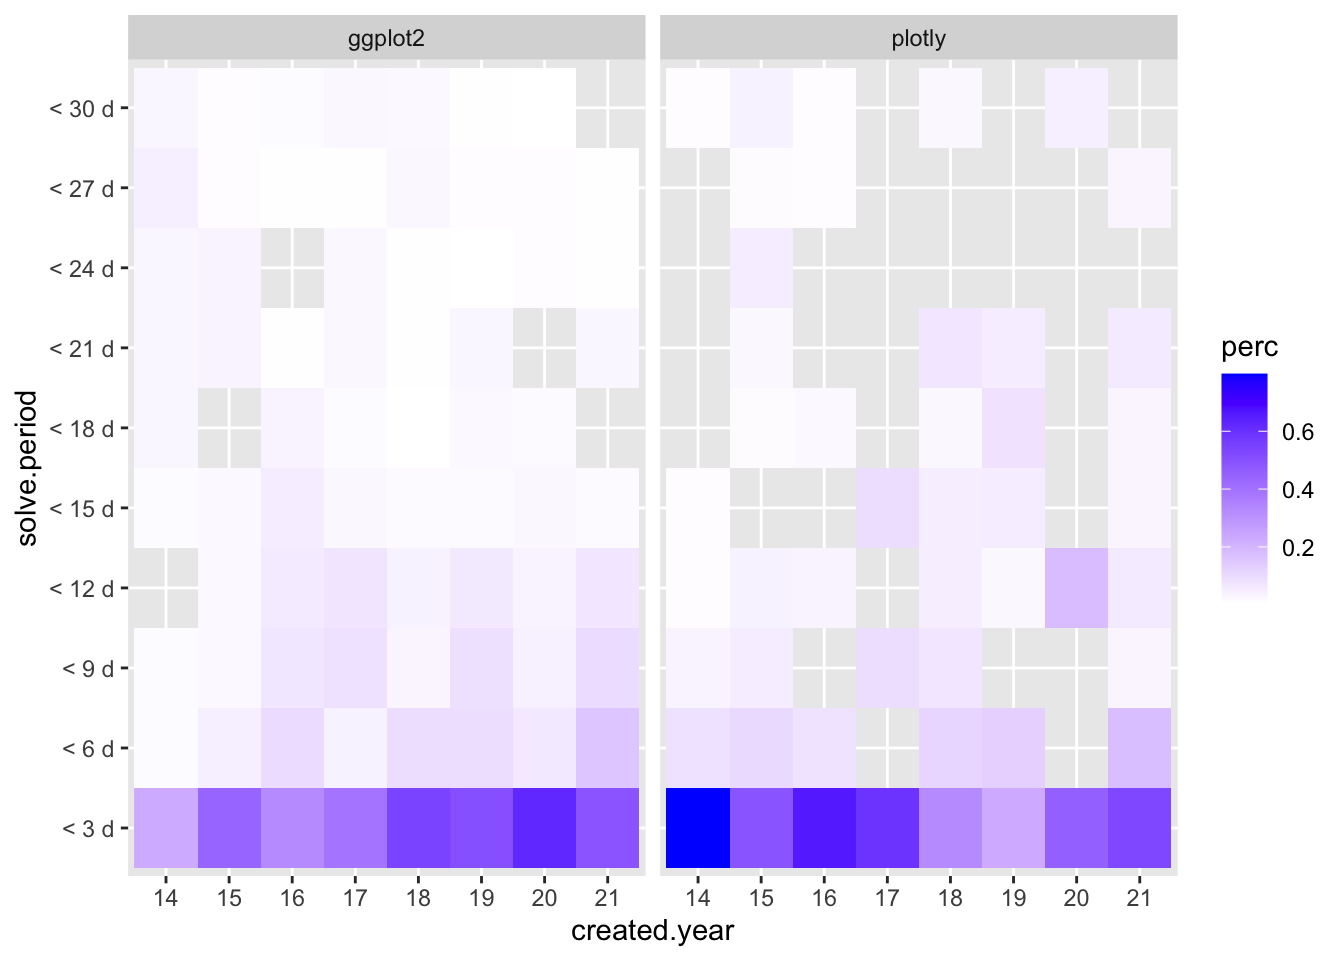 ggplot2
plotly
< 30 d
< 27 d
< 24 d
< 21 d
< 18 d
< 15 d
< 12 d
< 9 d
< 6 d
< 3 d
solve.period
14 15 16 17 18 19 20 21
14 15 16 17 18 19 20 21
created.year
perc
0.6
0.4
0.2